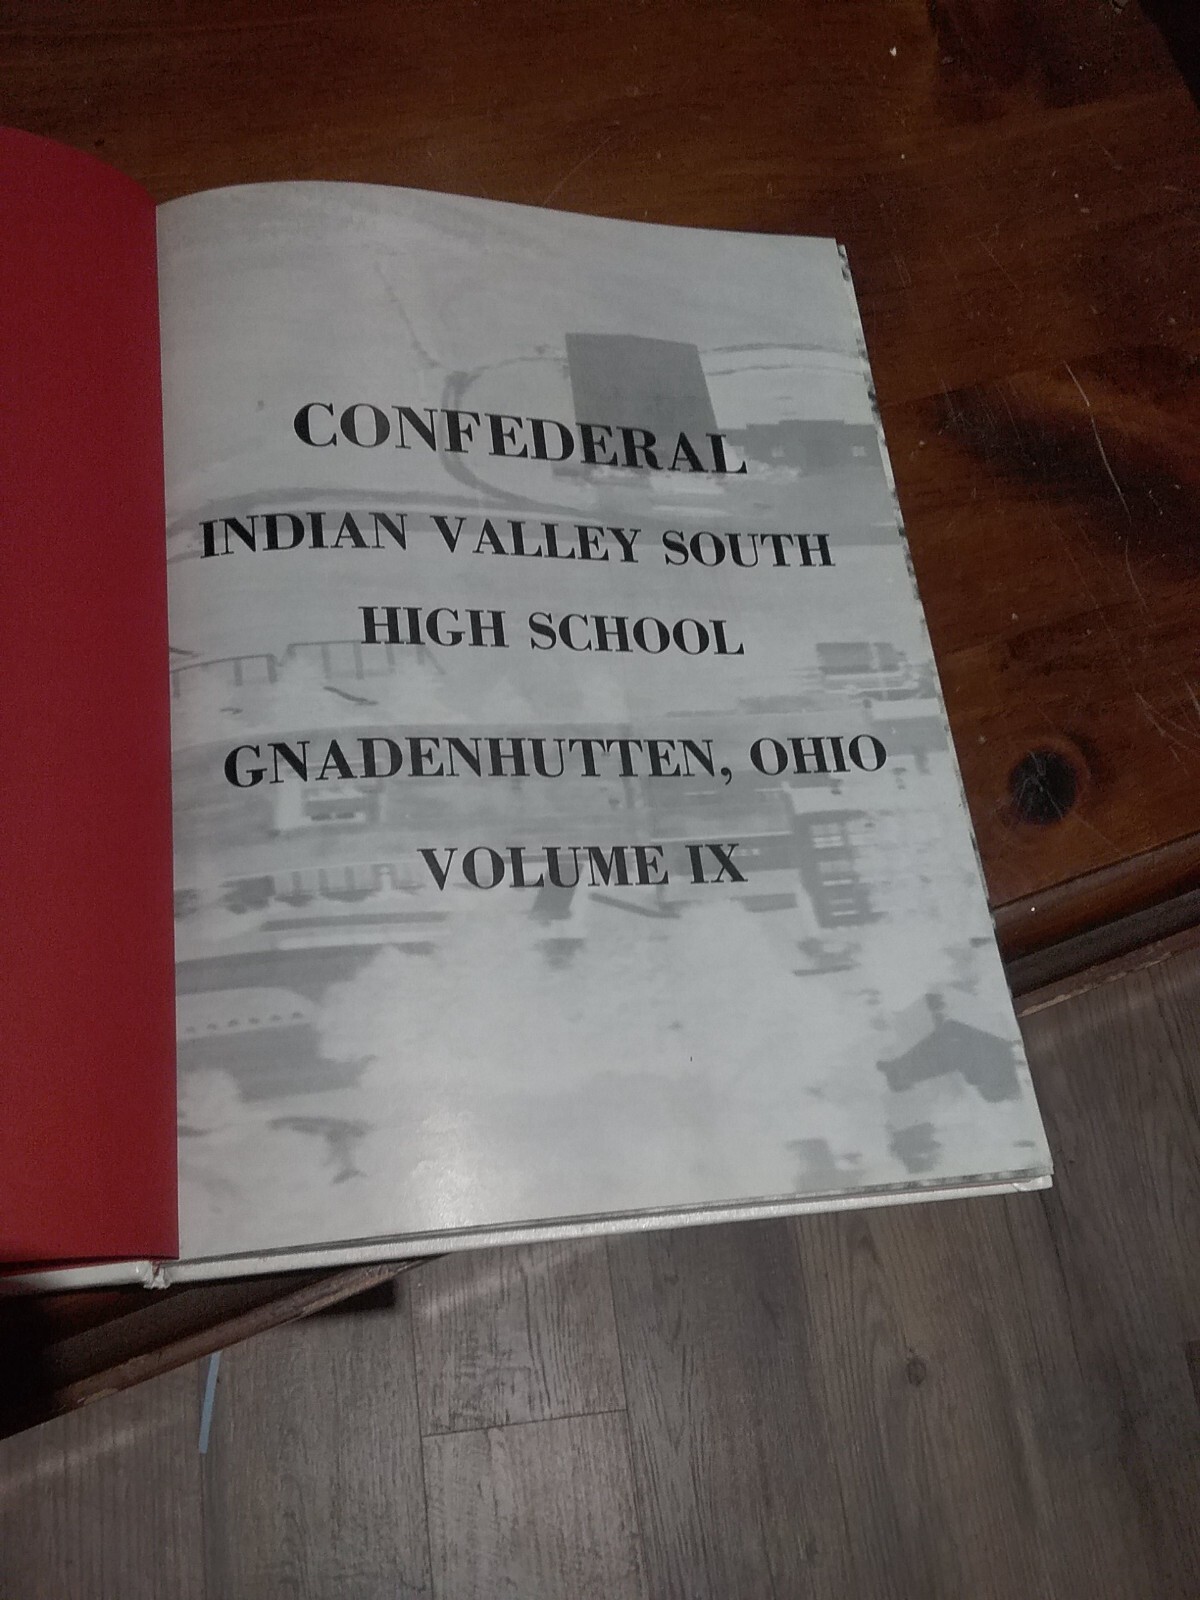 CONFEDERAL
INDIAN VALLEY SOUTH
HIGH SCHOOL
GNADENHUTTEN, OHIO
VOLUME IX